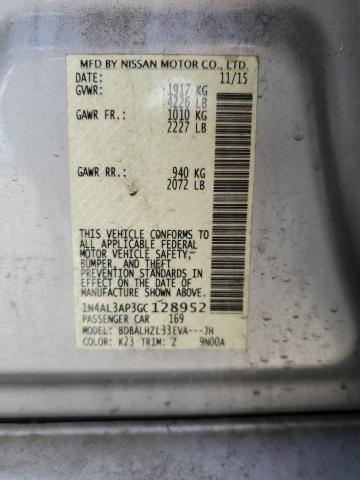 MFD BY NISSAN MOTOR CO., LTD.
DATE: 11/15
GVWR: 1917 KG
4226 LB
GAWR FR.: 1010 KG
2227 LB
GAWR RR.: 940 KG
2072 LB
THIS VEHICLE CONFORMS TO
ALL APPLICABLE FEDERAL
MOTOR VEHICLE SAFETY,
BUMPER, AND THEFT
PREVENTION STANDARDS
IN EFFECT ON THE DATE
OF MANUFACTURE
SHOWN ABOVE.
1N4AL3AP3GC128952
PASSENGER CAR 169
MODEL: BDBALHZL33EVA---JH
COLOR: K23 TRIM: Z 9N00A